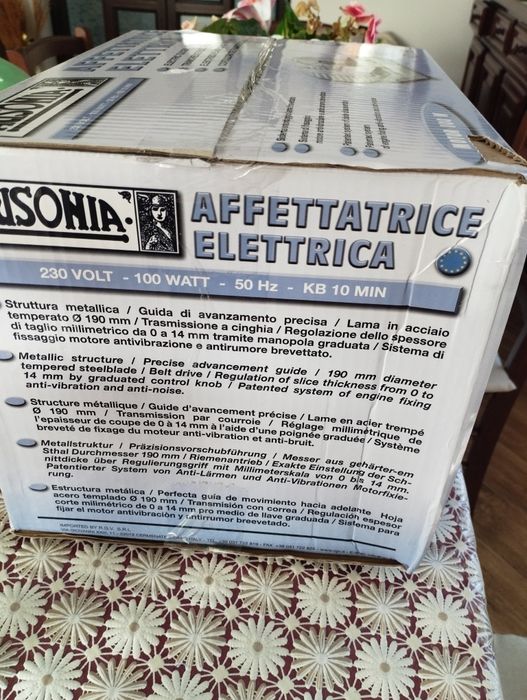 AFFETTATRICE
ELETTRICA
USONIA
AFFETTATRICE
ELETTRICA
230 VOLT - 100 WATT - 50 Hz - KB 10 MIN
Struttura metallica / Guida di avanzamento precisa / Lama in acciaio
temperato Ø 190 mm / Trasmissione a cinghia / Regolazione dello spessore
di taglio millimetrico da 0 a 14 mm tramite manopola graduata / Sistema di
fissaggio motore antivibrazione e antirumore brevettato.
Metallic structure / Precise advancement guide / 190 mm diameter
tempered steelblade / Belt drive / Regulation of slice thickness from 0 to
14 mm by graduated control knob / Patented system of engine fixing
anti-vibration and anti-noise.
Structure métallique / Guide d'avancement précise / Lame en acier trempé
Ø 190 mm / Transmission par courroie / Réglage millimétrique de
l'epaisseur de coupe de 0 à 14 mm à l'aide d'une poignée graduée / Système
breveté de fixage du moteur anti-vibration et anti-bruit.
Metallstruktur / Präzisionsvorschubführung / Messer aus gehärter-em
Sthal Durchmesser 190 mm / Riemenantrieb / Exakte Einstellung der Sch-
nittdicke über Regulierungsgriff mit Millimeterskala von 0 bis 14 mm.
Patentierter System von Anti-Lärmen und Anti-Vibrationen Motorfixie-
rung.
Estructura metálica / Perfecta guía de movimiento hacia adelante Hoja
acero templado Ø 190 mm / Transmisión con correa / Regulación espesor
corte milimétrico de 0 a 14 mm pro medio de llave graduada / Sistema para
fijar el motor antivibración y antirrumor brevetado.
IMPORTED BY R.G.V. S.R.L.